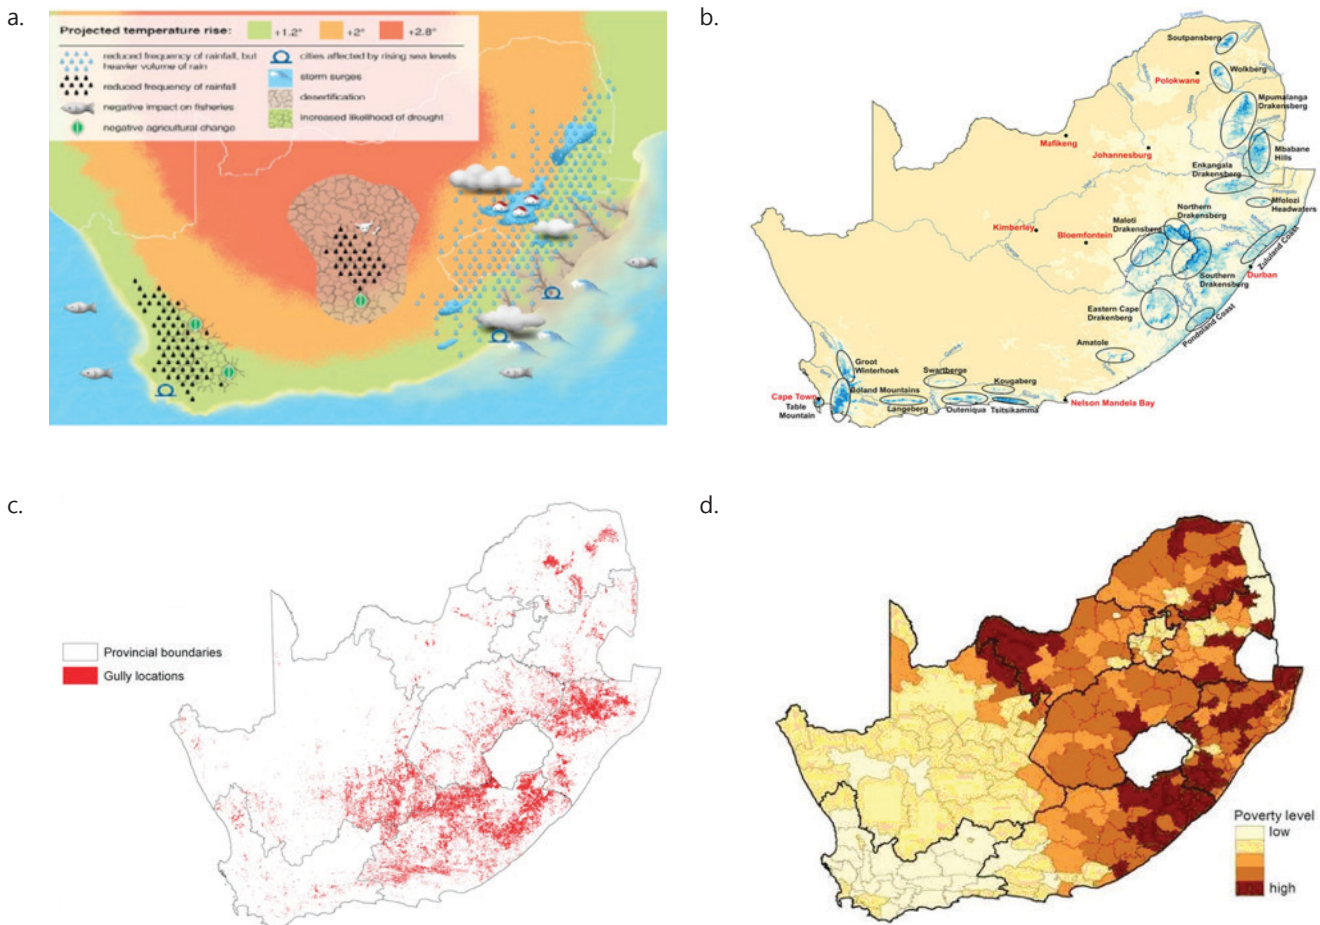 a.
Projected temperature rise: +1.2° +2° +2.8°
reduced frequency of rainfall, but
heavier volume of rain
reduced frequency of rainfall
negative impact on fisheries
negative agricultural change
cities affected by rising sea levels
storm surges
desertification
increased likelihood of drought
b.
Soutpansberg
Polokwane
Wolkberg
Mpumalanga
Drakensberg
Mafikeng
Johannesburg
Mbabane
Hills
Enkangala
Drakensberg
Mfolozi
Headwaters
Northern
Drakensberg
Maloti
Drakensberg
Kimberley
Bloemfontein
Zululand Coast
Durban
Southern
Drakensberg
Eastern Cape
Drakenberg
Pondoland Coast
Amatole
Groot
Winterhoek
Swartberge
Kougaberg
Boland Mountains
Cape Town
Table
Mountain
Langeberg
Outeniqua
Tsitsikamma
Nelson Mandela Bay
c.
Provincial boundaries
Gully locations
d.
Poverty level
low
high